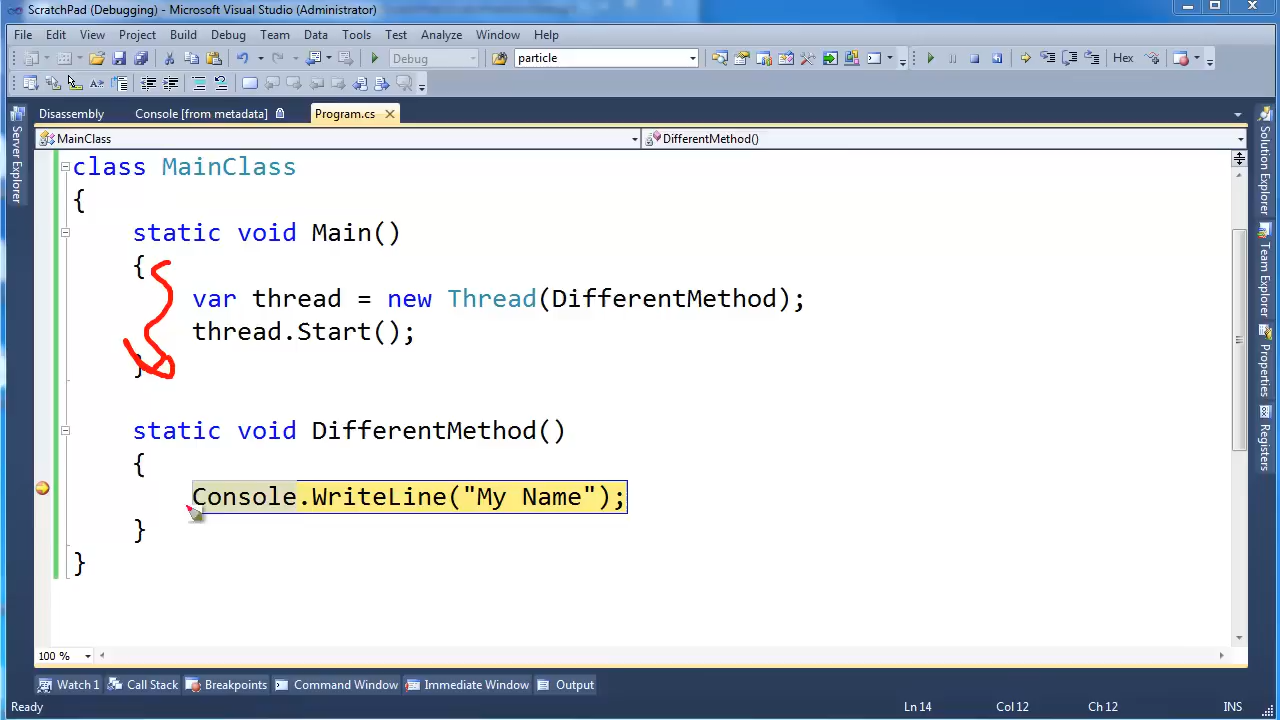 ScratchPad (Debugging) - Microsoft Visual Studio (Administrator)
File Edit View Project Build Debug Team Data Tools Test Analyze Window Help
Debug particle Hex
Disassembly Console [from metadata] Program.cs
MainClass DifferentMethod()
class MainClass
{
static void Main()
{
var thread = new Thread(DifferentMethod);
thread.Start();
}
static void DifferentMethod()
{
Console.WriteLine("My Name");
}
}
100 %
Watch 1 Call Stack Breakpoints Command Window Immediate Window Output
Ready Ln 14 Col 12 Ch 12 INS
Server Explorer
Solution Explorer
Team Explorer
Properties
Registers